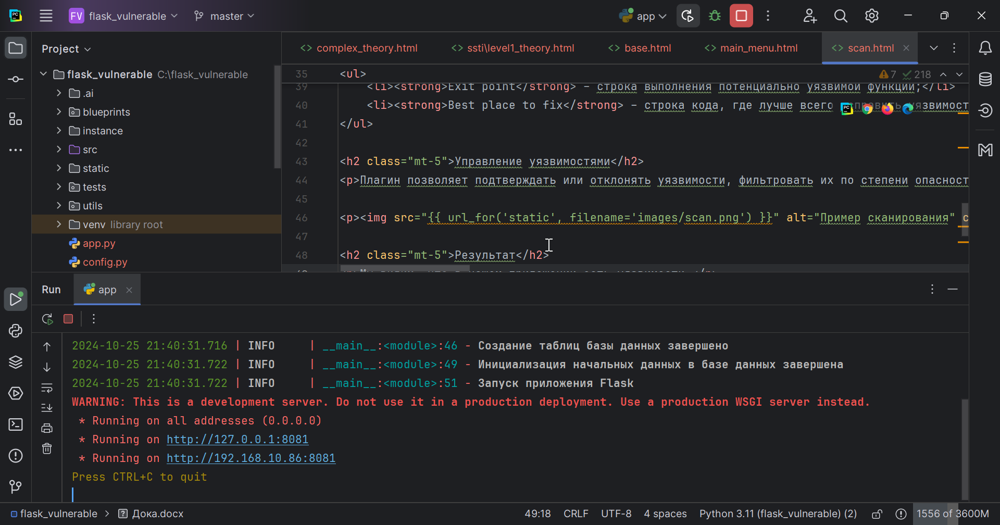 FV flask_vulnerable master app
Project
complex_theory.html ssti\level1_theory.html base.html main_menu.html scan.html
flask_vulnerable C:\flask_vulnerable
.ai
blueprints
instance
src
static
tests
utils
venv library root
app.py
config.py
35 <ul> 7 218
39 <li><strong>Exit point</strong> – строка выполнения потенциально уязвимой функции;</li>
40 <li><strong>Best place to fix</strong> – строка кода, где лучше всего
41 </ul>
42
43 <h2 class="mt-5">Управление уязвимостями</h2>
44 <p>Плагин позволяет подтверждать или отклонять уязвимости, фильтровать их по степени опасност
45
46 <p><img src="{{ url_for('static', filename='images/scan.png') }}" alt="Пример сканирования" c
47
48 <h2 class="mt-5">Результат</h2>
Run app
2024-10-25 21:40:31.716 | INFO | __main__:<module>:46 - Создание таблиц базы данных завершено
2024-10-25 21:40:31.722 | INFO | __main__:<module>:49 - Инициализация начальных данных в базе данных завершена
2024-10-25 21:40:31.722 | INFO | __main__:<module>:51 - Запуск приложения Flask
WARNING: This is a development server. Do not use it in a production deployment. Use a production WSGI server instead.
* Running on all addresses (0.0.0.0)
* Running on http://127.0.0.1:8081
* Running on http://192.168.10.86:8081
Press CTRL+C to quit
flask_vulnerable > Дока.docx 49:18 CRLF UTF-8 4 spaces Python 3.11 (flask_vulnerable) (2) 1556 of 3600M